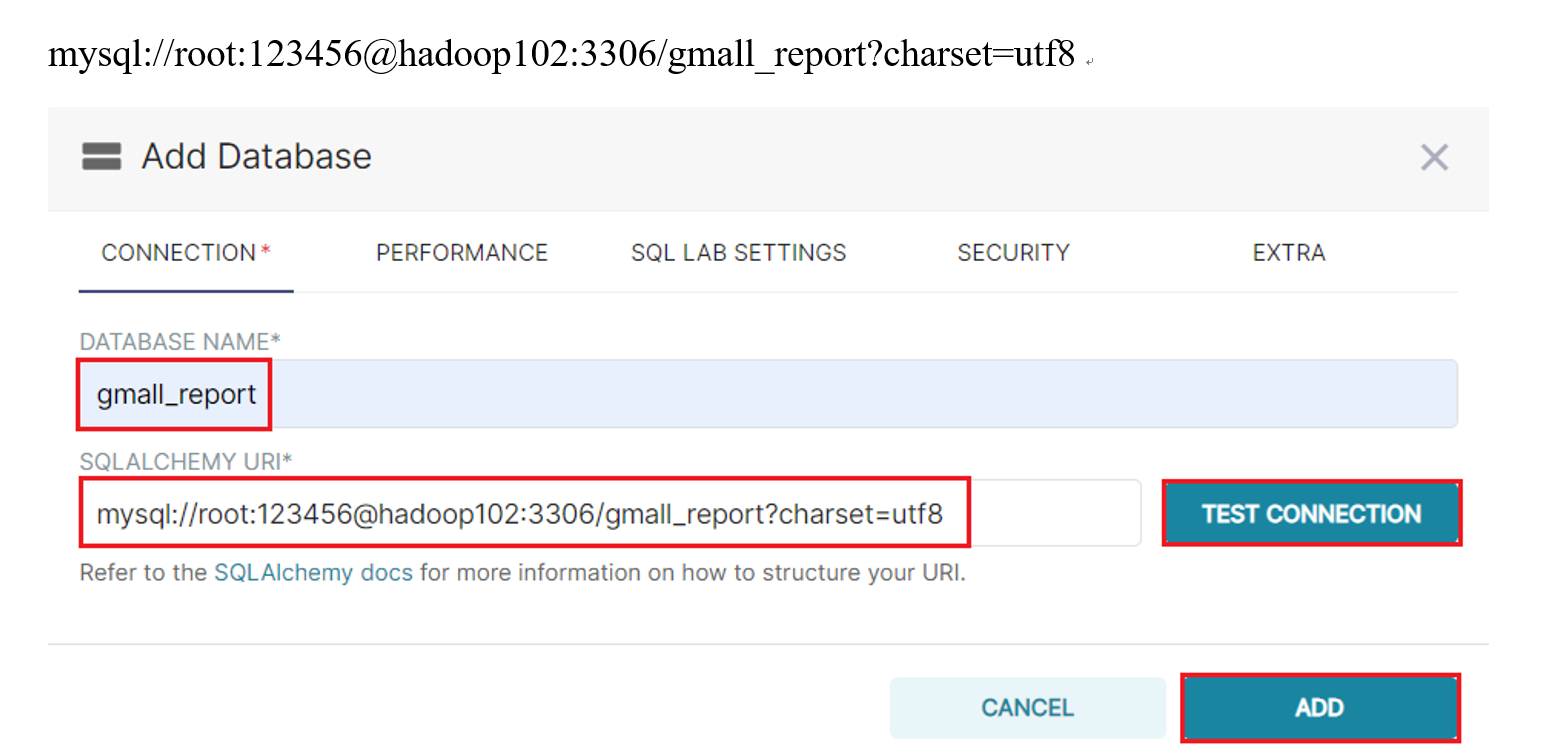 mysql://root:123456@hadoop102:3306/gmall_report?charset=utf8
Add Database
CONNECTION* PERFORMANCE SQL LAB SETTINGS SECURITY EXTRA
DATABASE NAME*
gmall_report
SQLALCHEMY URI*
mysql://root:123456@hadoop102:3306/gmall_report?charset=utf8 TEST CONNECTION
Refer to the SQLAlchemy docs for more information on how to structure your URI.
CANCEL ADD